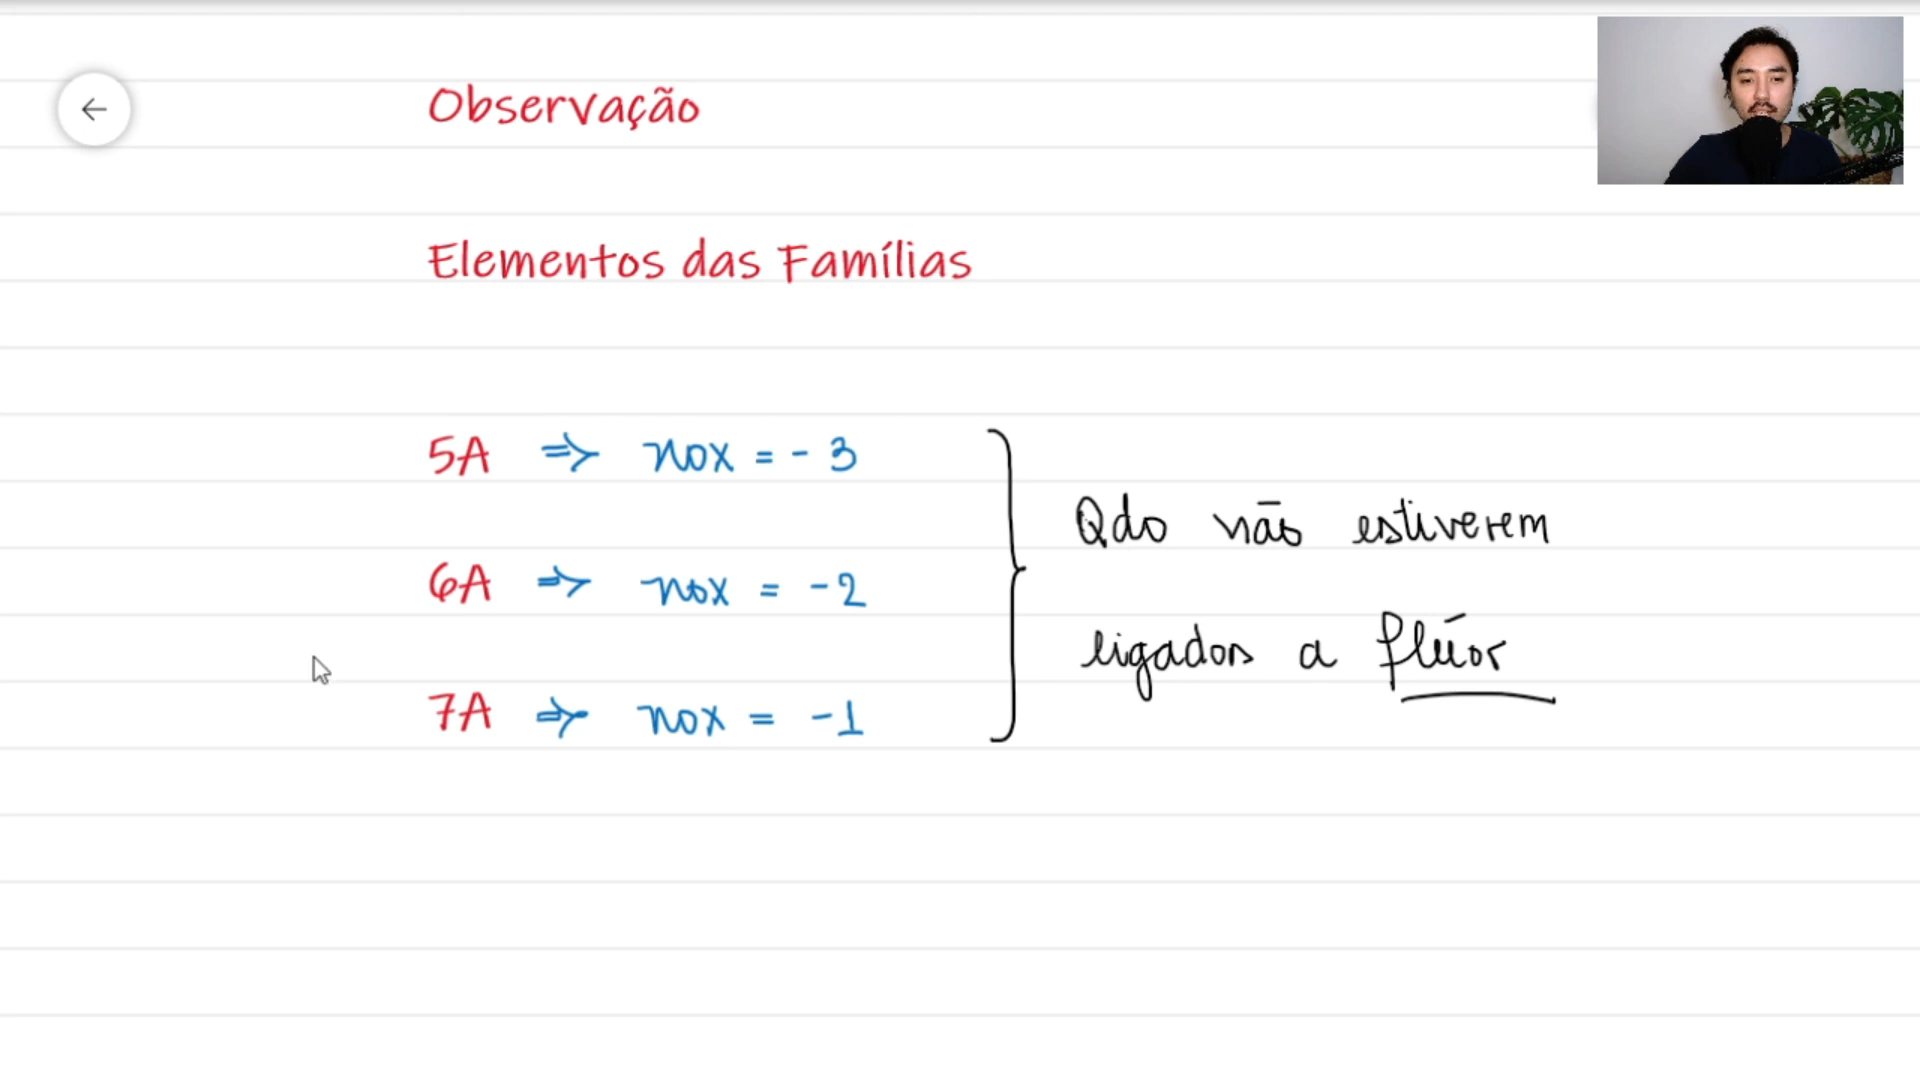 Observação
Elementos das Famílias
5A ⇒ nox = - 3
6A ⇒ nox = -2
7A ⇒ nox = -1
Qdo não estiverem
ligados a flúor